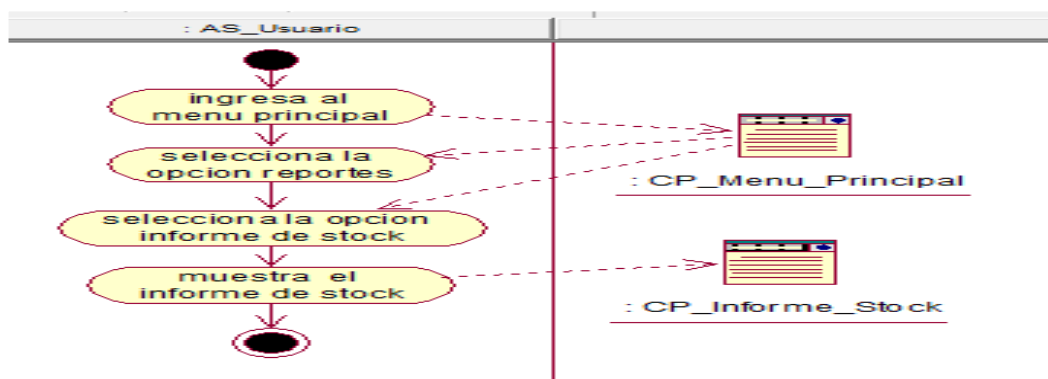 : AS_Usuario
ingresa al
menu principal
selecciona la
opcion reportes
: CP_Menu_Principal
selecciona la opcion
informe de stock
muestra el
informe de stock
: CP_Informe_Stock